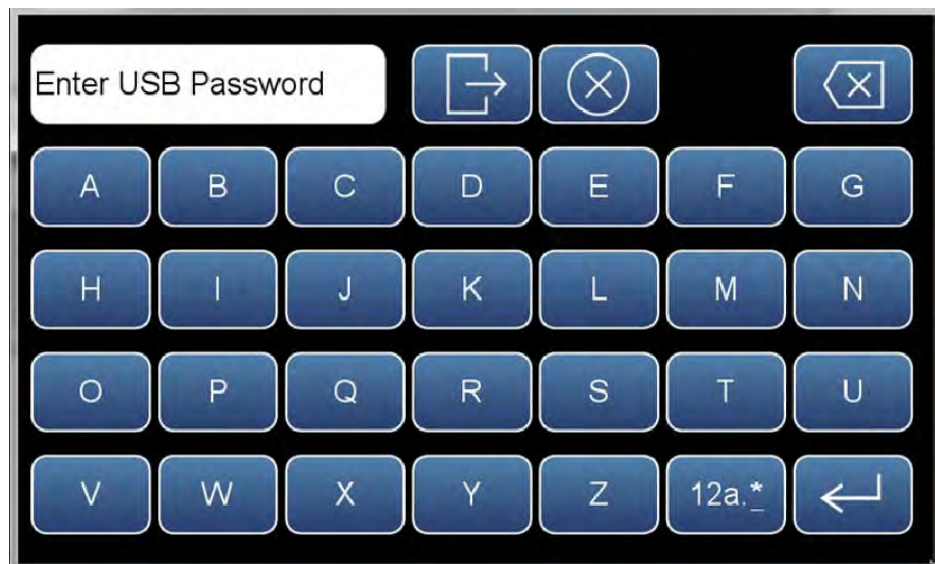 Enter USB Password
A B C D E F G
H I J K L M N
O P Q R S T U
V W X Y Z 12a.*